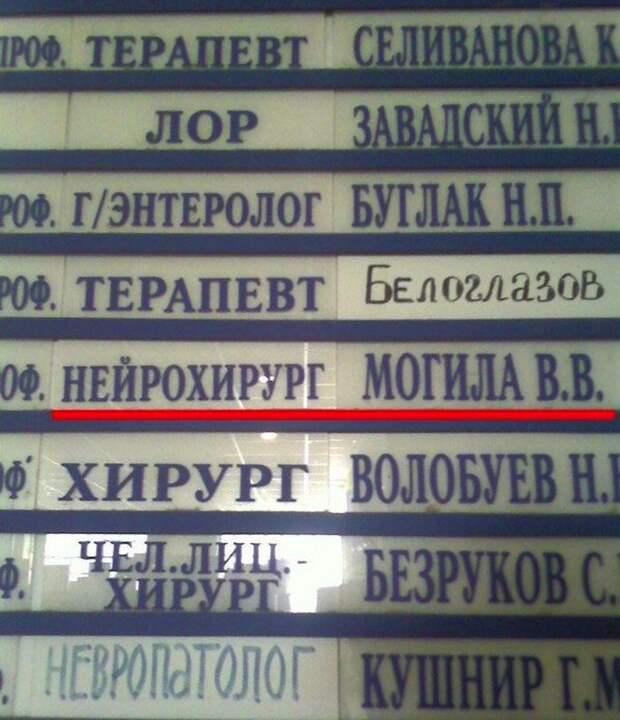 ПРОФ. ТЕРАПЕВТ СЕЛИВАНОВА К
ЛОР ЗАВАДСКИЙ Н.
РОФ. Г/ЭНТЕРОЛОГ БУГЛАК Н.П.
РОФ. ТЕРАПЕВТ Белоглазов
ОФ. НЕЙРОХИРУРГ МОГИЛА В.В.
Ф. ХИРУРГ ВОЛОБУЕВ Н.
Ф. ЧЕЛ.ЛИЦ.-
ХИРУРГ БЕЗРУКОВ С.
НЕВРОПаТОЛОГ КУШНИР Г.М